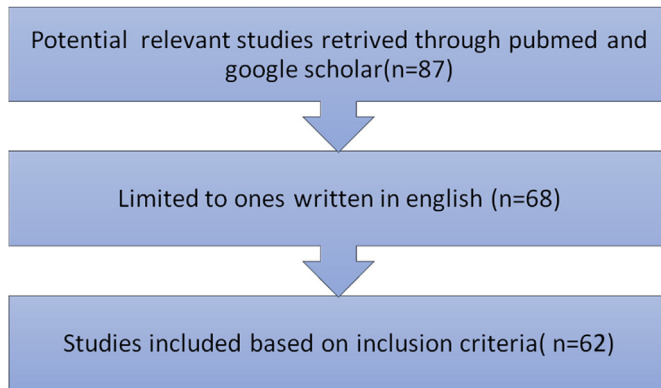 Potential relevant studies retrived through pubmed and
google scholar(n=87)
Limited to ones written in english (n=68)
Studies included based on inclusion criteria( n=62)